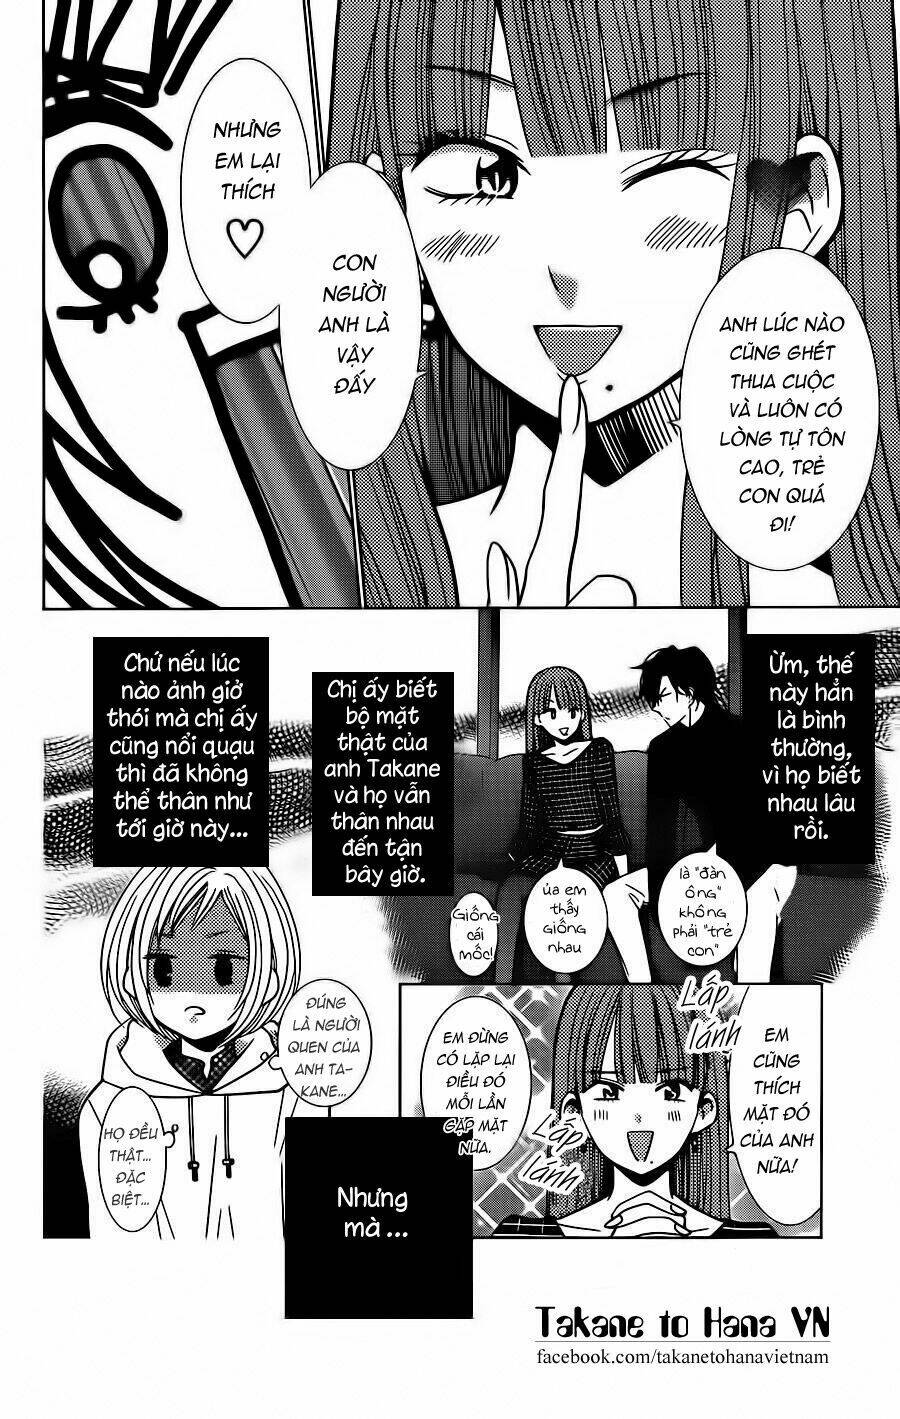 ANH LÚC NÀO
CŨNG GHÉT
THUA CUỘC
VÀ LUÔN CÓ
LÒNG TỰ TÔN
CAO, TRẺ
CON QUÁ
ĐI!
CON
NGƯỜI
ANH LÀ
VẬY
ĐẤY
NHƯNG
EM LẠI
THÍCH
♡
Ừm, thế
này hẳn
là bình
thường,
vì họ biết
nhau lâu
rồi.
là "đàn
ông"
không
phải "trẻ
con"
ủa em
thấy
giống
nhau
Giống
cái
mốc!
Chị ấy biết
bộ mặt
thật của
anh Takane
và họ vẫn
thân nhau
đến tận
bây giờ.
Chứ nếu lúc
nào ảnh giở
thói mà chị ấy
cũng nổi quạu
thì đã không
thể thân như
tới giờ này...
EM
CŨNG
THÍCH
MẶT ĐÓ
CỦA ANH
NỮA!
Lấp
lánh
Lấp
lánh
EM ĐỪNG
CÓ LẶP LẠI
ĐIỀU ĐÓ
MỖI LẦN
GẶP MẶT
NỮA.
ĐÚNG
LÀ NGƯỜI
QUEN CỦA
ANH TA-
KANE...
HỌ ĐỀU
THẬT...
ĐẶC
BIỆT...
Nhưng
mà ...
Takane to Hana VN
facebook.com/takanetohanavietnam